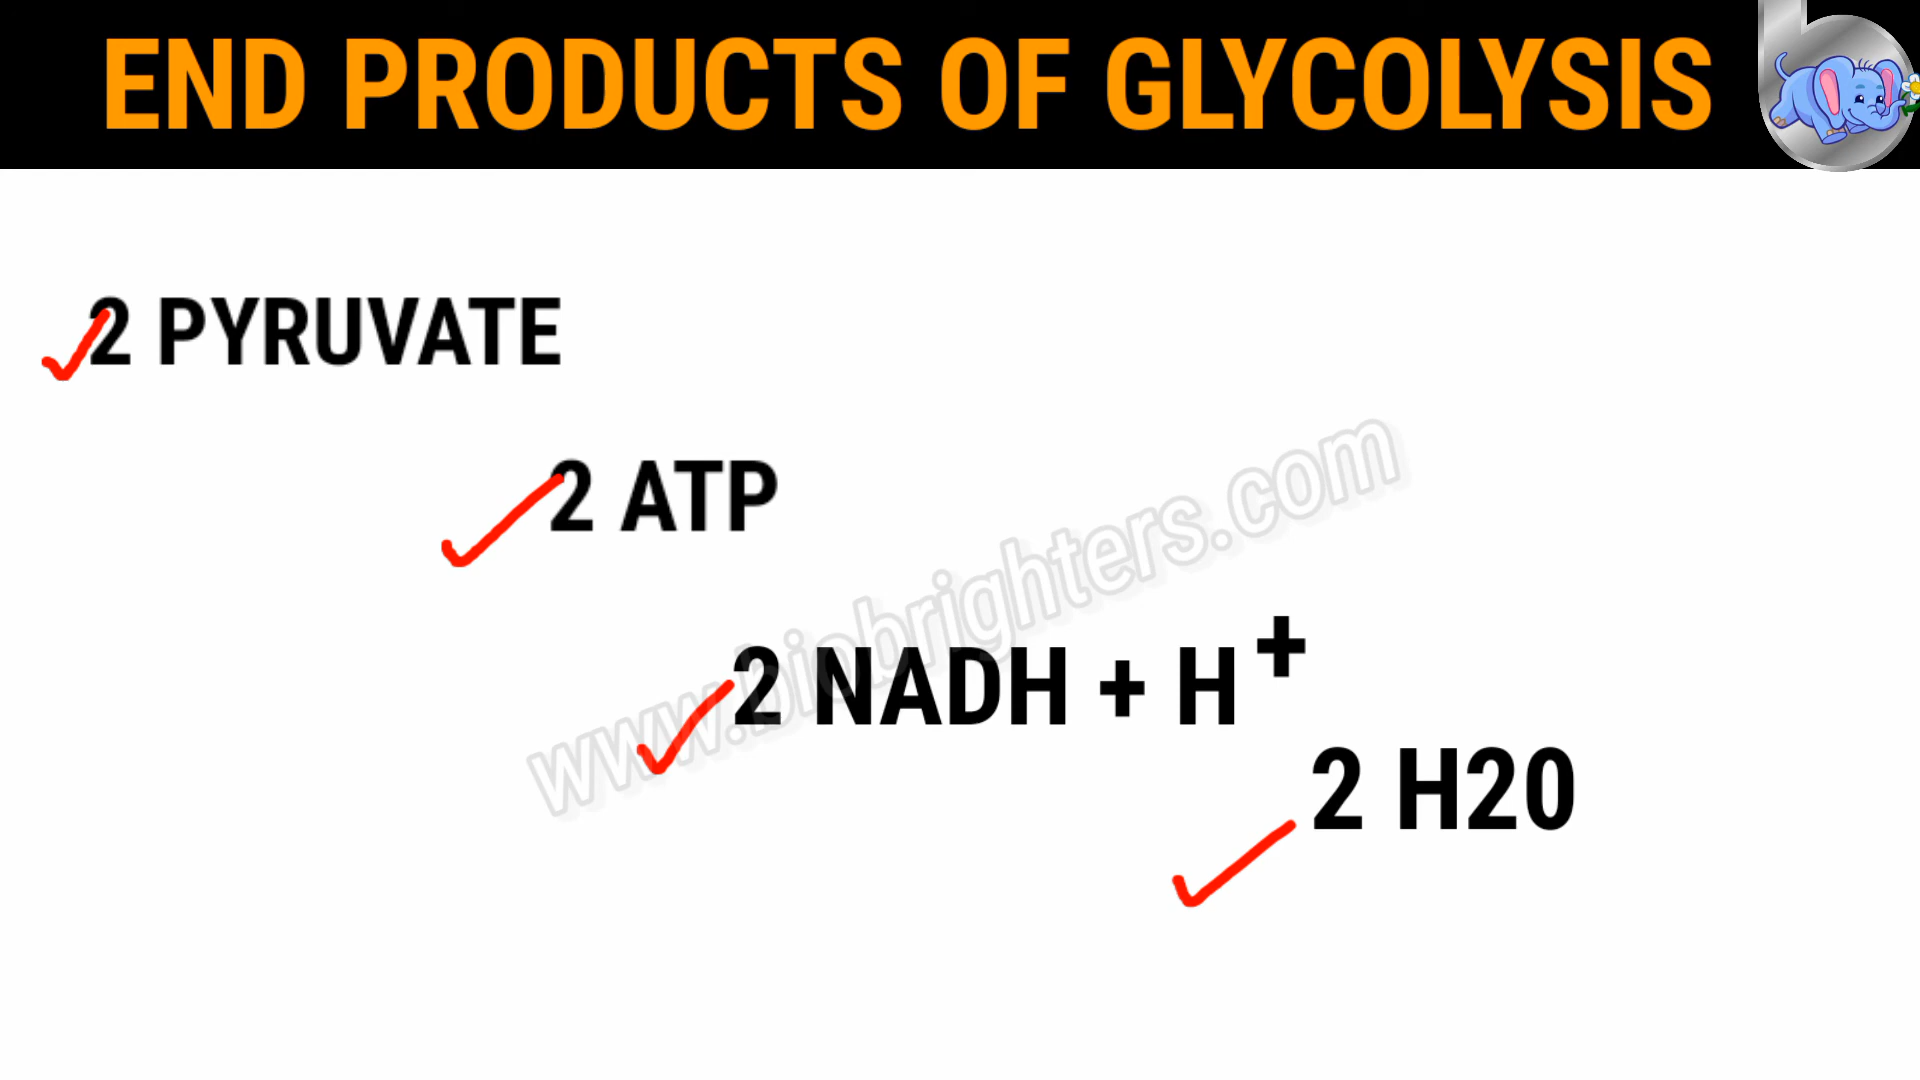 END PRODUCTS OF GLYCOLYSIS
2 PYRUVATE
2 ATP
www.biobrighters.com
2 NADH + H+
2 H20